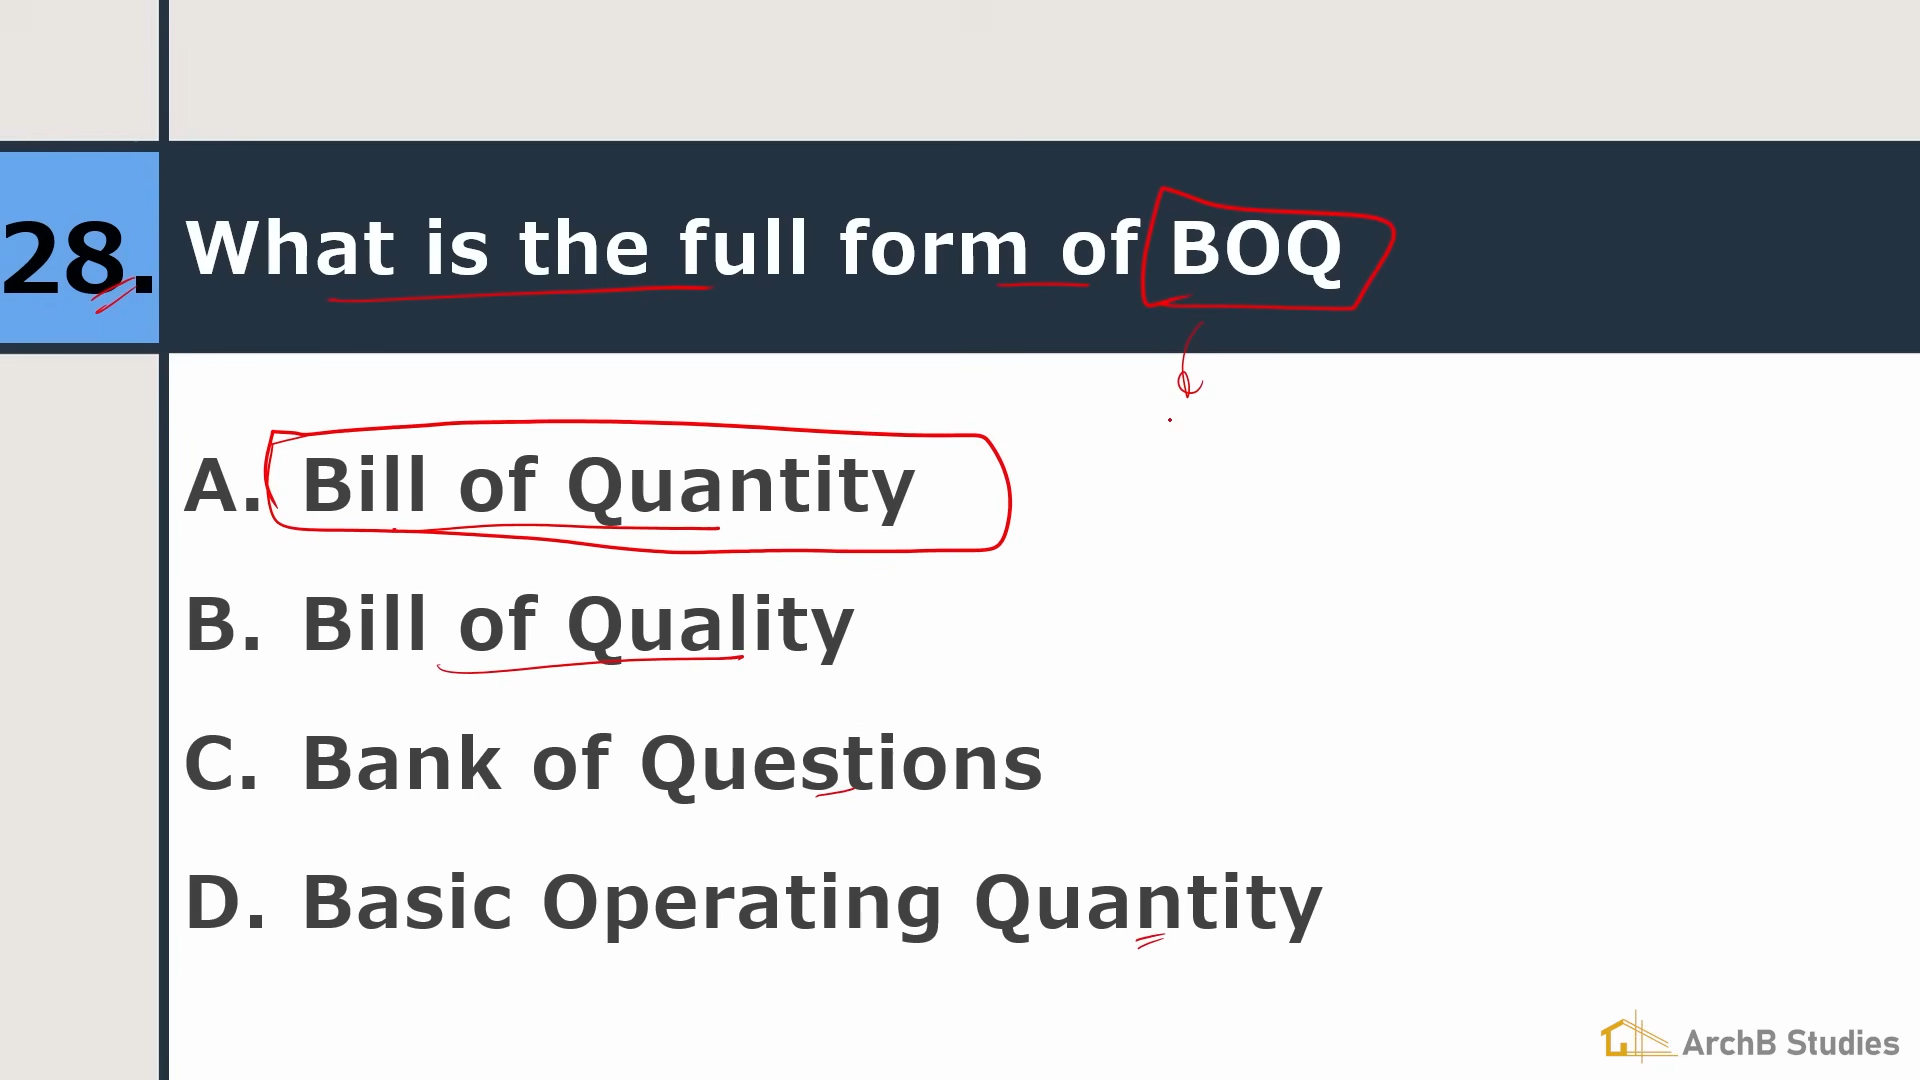 28. What is the full form of BOQ
A. Bill of Quantity
B. Bill of Quality
C. Bank of Questions
D. Basic Operating Quantity
ArchB Studies